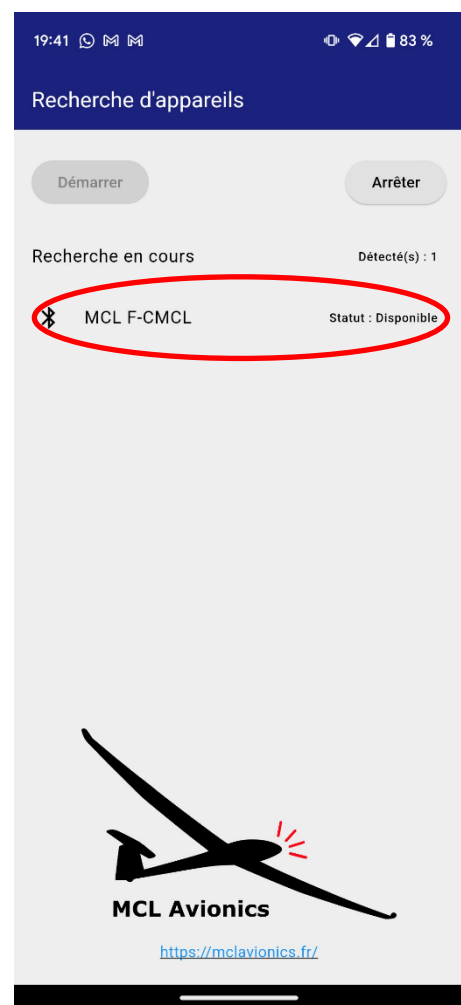 19:41 83 %
Recherche d'appareils
Démarrer Arrêter
Recherche en cours Détecté(s) : 1
MCL F-CMCL Statut : Disponible
MCL Avionics
https://mclavionics.fr/